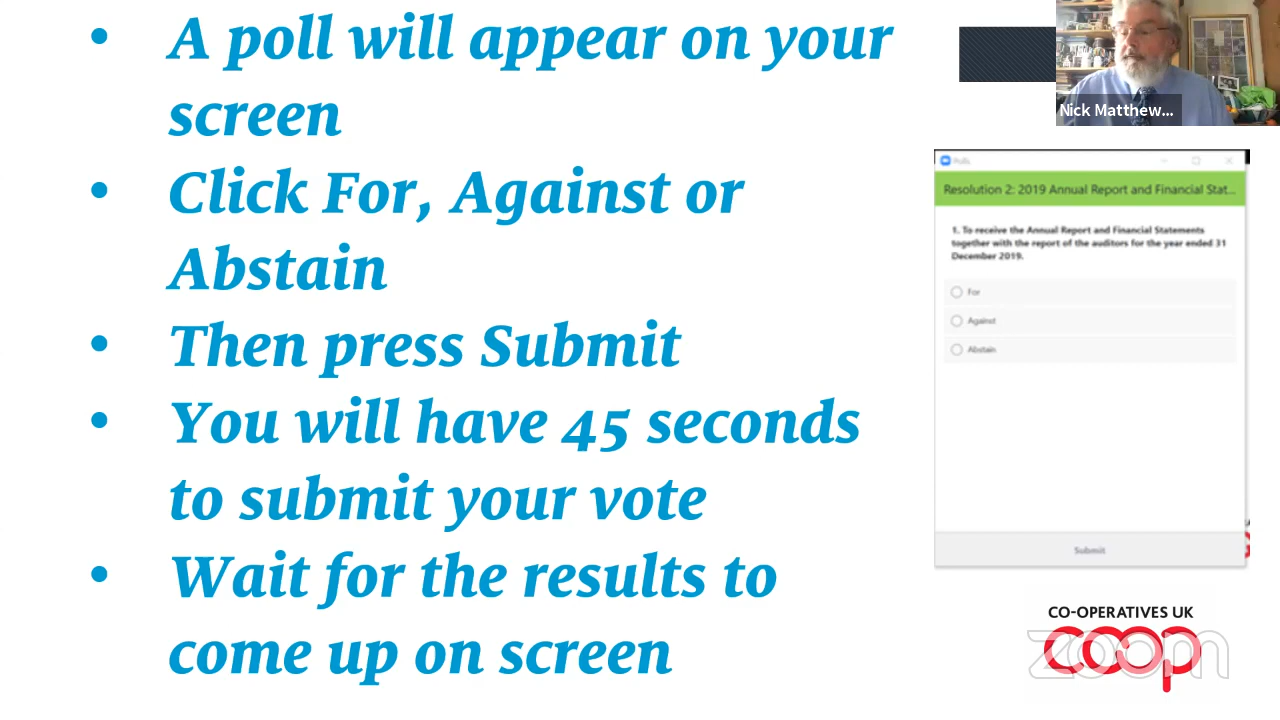 • A poll will appear on your
screen
• Click For, Against or
Abstain
• Then press Submit
• You will have 45 seconds
to submit your vote
• Wait for the results to
come up on screen
Nick Matthew...
Polls
Resolution 2: 2019 Annual Report and Financial Stat...
1. To receive the Annual Report and Financial Statements
together with the report of the auditors for the year ended 31
December 2019.
For
Against
Abstain
Submit
CO-OPERATIVES UK
coop
zoom